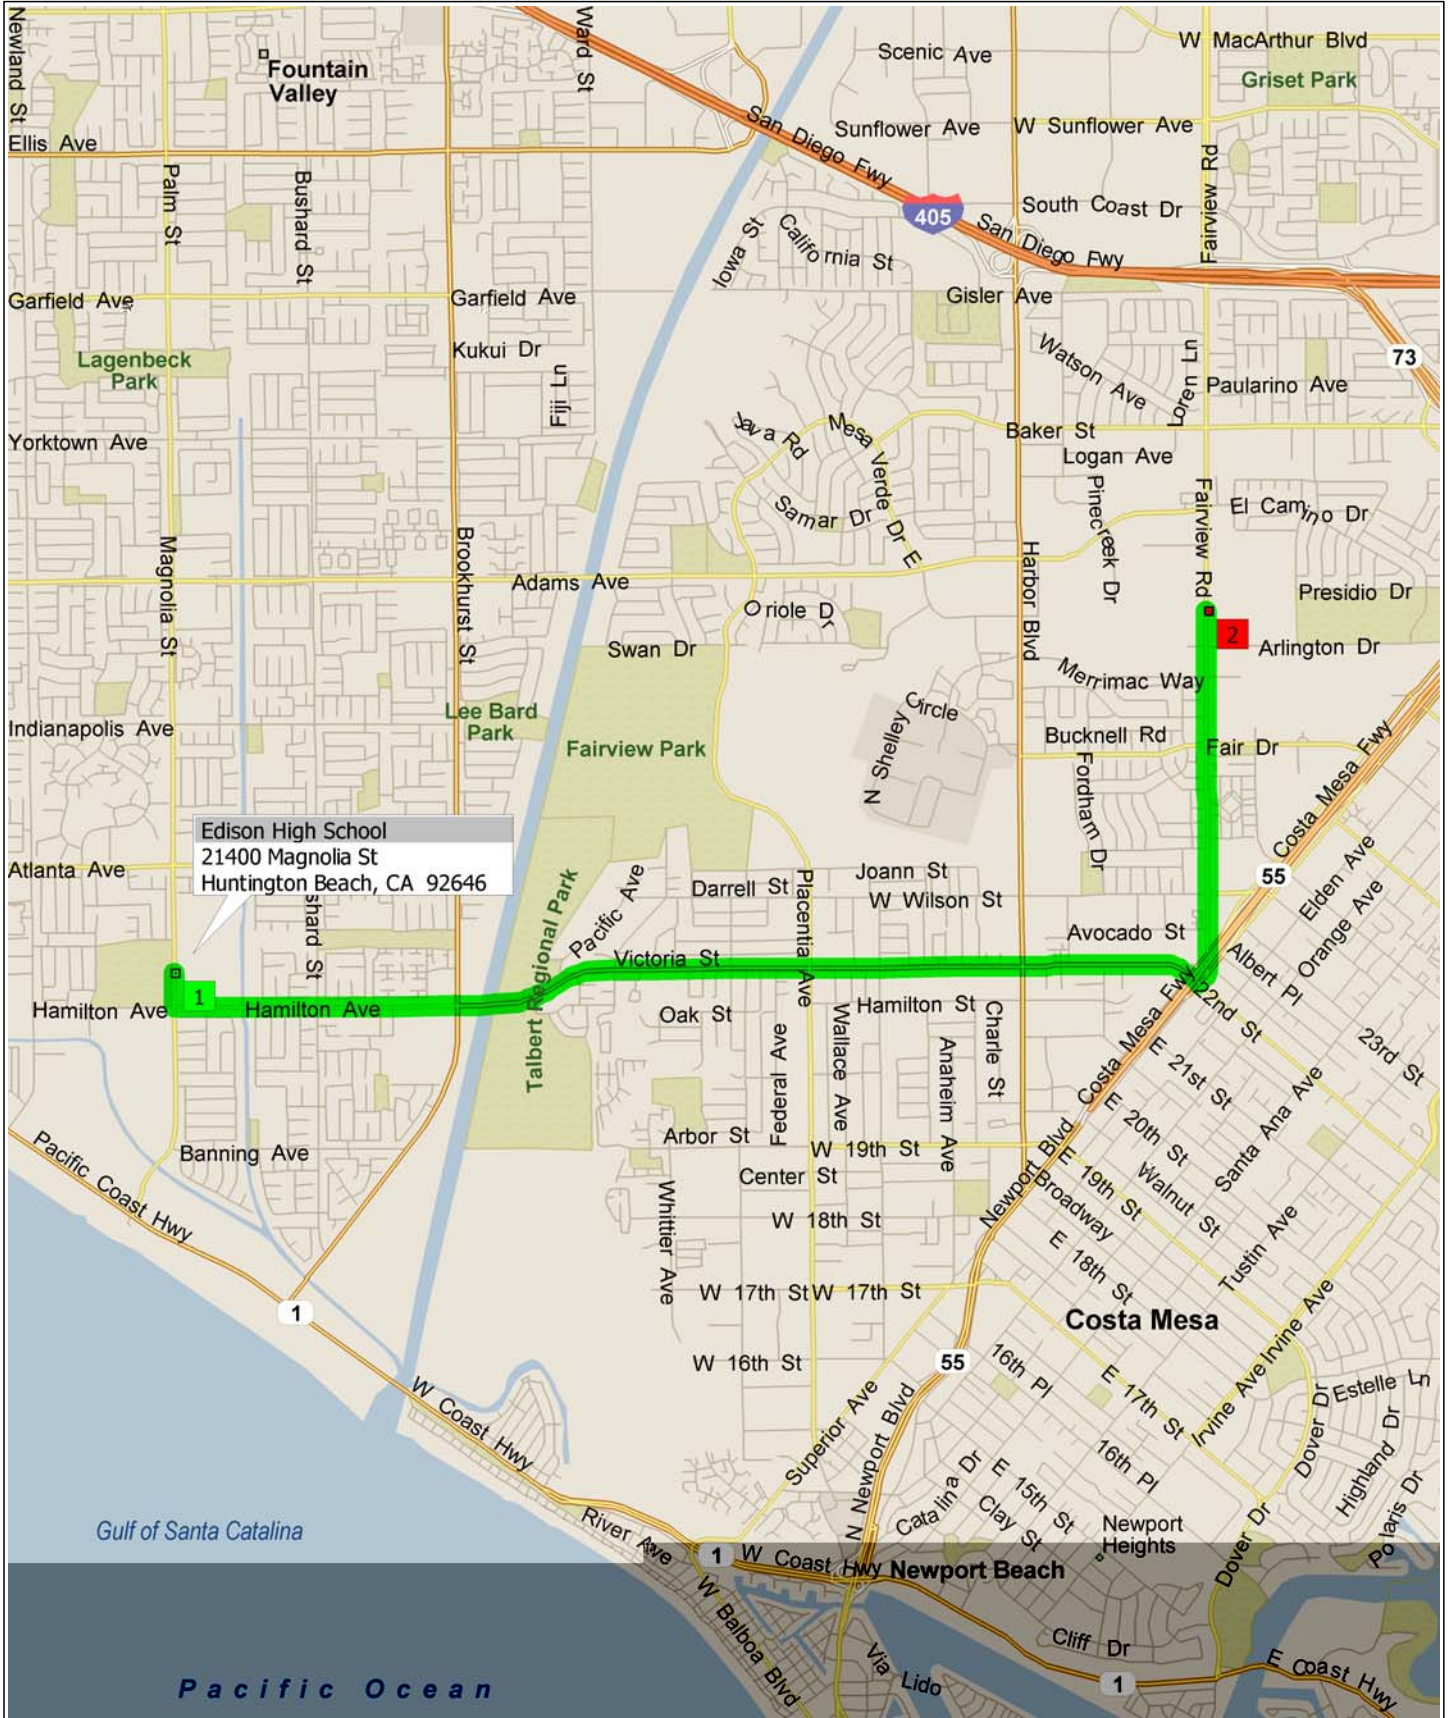 Newland St
Fountain
Valley
Ward St
Scenic Ave
W MacArthur Blvd
Griset Park
Ellis Ave
San Diego Fwy
Sunflower Ave
W Sunflower Ave
Fairview Rd
Palm St
Bushard St
405
South Coast Dr
San Diego Fwy
Iowa St
California St
Garfield Ave
Garfield Ave
Gisler Ave
Kukui Dr
Lagenbeck
Park
Fiji Ln
Watson Ave
Loren Ln
73
Paularino Ave
Yorktown Ave
Java Rd
Mesa Verde Dr E
Baker St
Logan Ave
Samar Dr
Pinecreek Dr
Fairview Rd
El Camino Dr
Magnolia St
Brookhurst St
Adams Ave
Harbor Blvd
Presidio Dr
Oriole Dr
2
Swan Dr
Arlington Dr
Merrimac Way
Lee Bard
Park
Indianapolis Ave
Fairview Park
N Shelley Circle
Bucknell Rd
Fair Dr
Fordham Dr
Costa Mesa Fwy
Edison High School
21400 Magnolia St
Huntington Beach, CA 92646
Atlanta Ave
shard St
Talbert Regional Park
Pacific Ave
Darrell St
Placentia Ave
Joann St
W Wilson St
55
Elden Ave
Orange Ave
Avocado St
Victoria St
Albert Pl
1
Hamilton Ave
Hamilton Ave
Oak St
Hamilton St
Charle St
Costa Mesa Fwy
22nd St
23rd St
Federal Ave
Wallace Ave
Anaheim Ave
E 21st St
E 20th St
Santa Ana Ave
Arbor St
W 19th St
Newport Blvd
E 19th St
Walnut St
Banning Ave
Pacific Coast Hwy
Center St
Broadway
Whittier Ave
W 18th St
E 18th St
Tustin Ave
W 17th St
W 17th St
1
Costa Mesa
Irvine Ave
Irvine Ave
W 16th St
55
16th Pl
E 17th St
Estelle Ln
Dover Dr
W Coast Hwy
Superior Ave
N Newport Blvd
Highland Dr
16th Pl
Catalina Dr
E 15th St
Clay St
Polaris Dr
Gulf of Santa Catalina
River Ave
Newport
Heights
Dover Dr
1
W Coast Hwy
Newport Beach
W Balboa Blvd
Cliff Dr
Via Lido
E Coast Hwy
1
Pacific Ocean